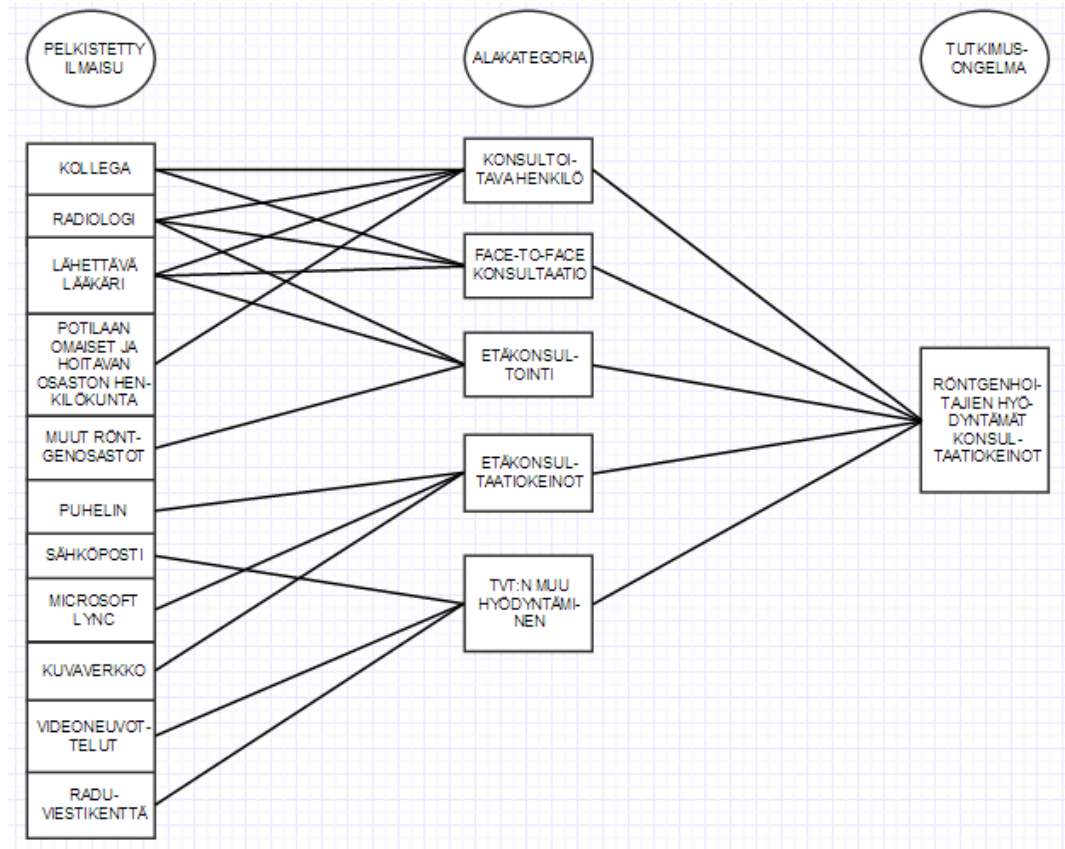 PELKISTETTY
ILMAISU
ALAKATEGORIA
TUTKIMUS-
ONGELMA
KOLLEGA
RADIOLOGI
LÄHETTÄVÄ
LÄÄKÄRI
POTILAAN
OMAISET JA
HOITAVAN
OSASTON HEN-
KILÖKUNTA
MUUT RÖNT-
GENOSASTOT
PUHELIN
SÄHKÖPOSTI
MICROSOFT
LYNC
KUVAVERKKO
VIDEONEUVOT-
TELUT
RADU-
VIESTIKENTTÄ
KONSULTOI-
TAVA HENKILÖ
FACE-TO-FACE
KONSULTAATIO
ETÄKONSUL-
TOINTI
ETÄKONSUL-
TAATIOKEINOT
TVT:N MUU
HYÖDYNTÄMI-
NEN
RÖNTGENHOI-
TAJIEN HYÖ-
DYNTÄMÄT
KONSUL-
TAATIOKEINOT